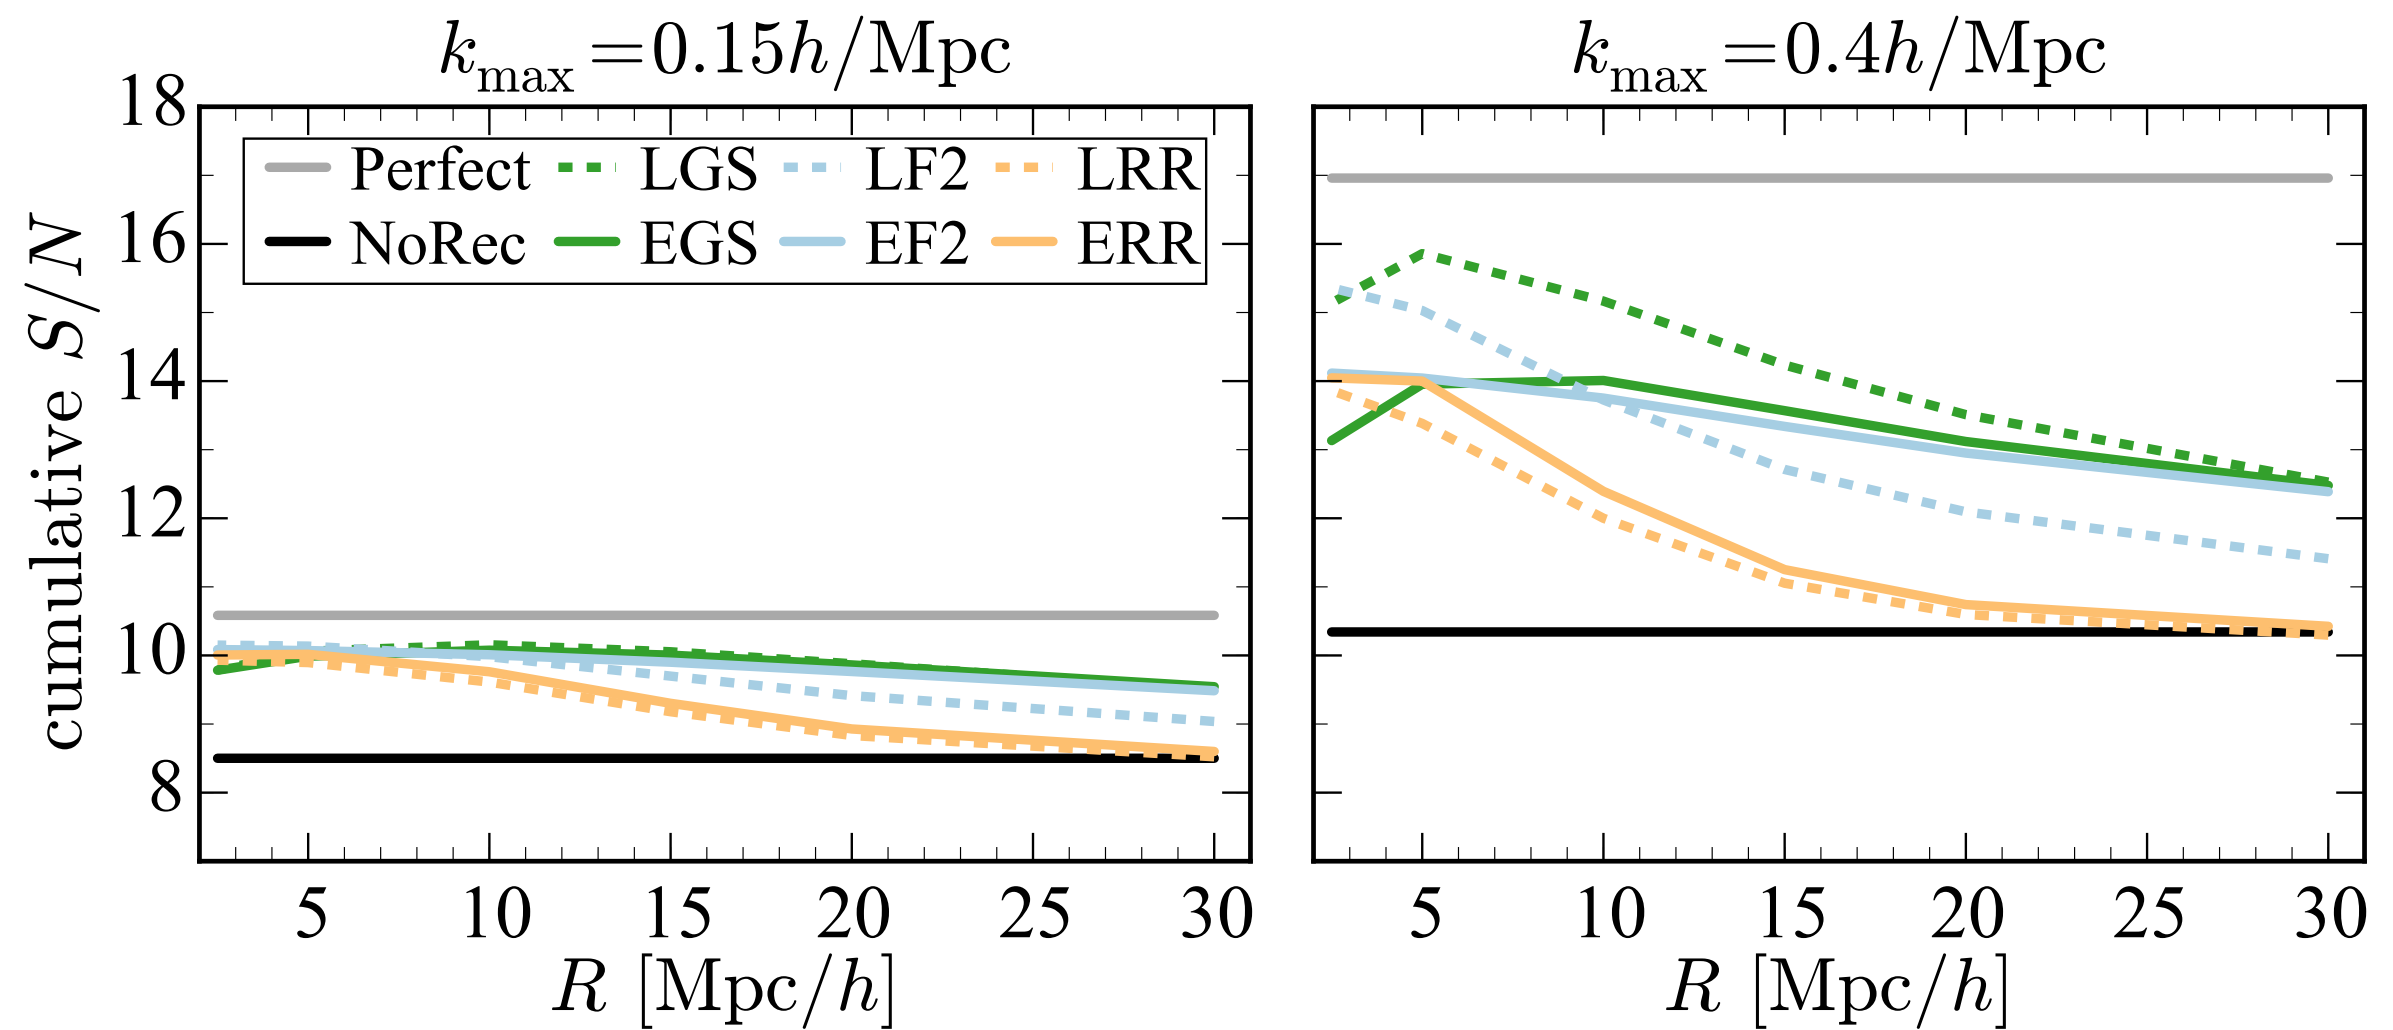 k_max = 0.15h/Mpc
k_max = 0.4h/Mpc
cumulative S/N
18
16
14
12
10
8
Perfect LGS LF2 LRR
NoRec EGS EF2 ERR
5 10 15 20 25 30
5 10 15 20 25 30
R [Mpc/h]
R [Mpc/h]